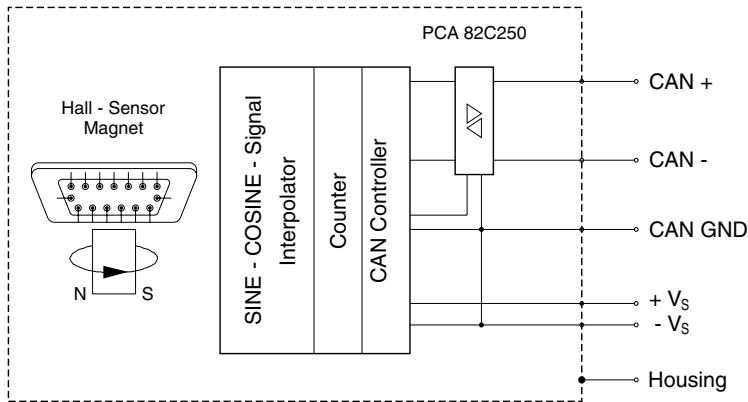 PCA 82C250
Hall - Sensor
Magnet
N
S
SINE - COSINE - Signal
Interpolator
Counter
CAN Controller
CAN +
CAN -
CAN GND
+ VS
- VS
Housing